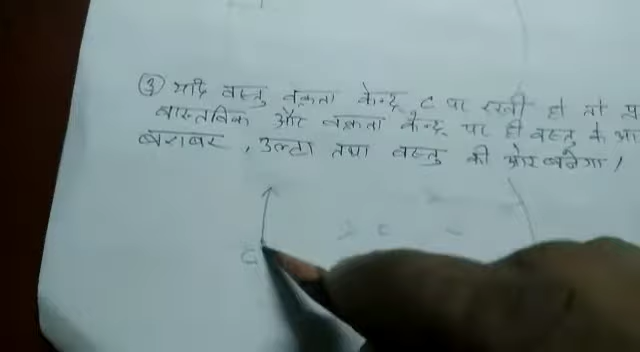 ③ यदि वस्तु वक्रता केन्द्र C पर रखी हो तो
वास्तविक और वक्रता केन्द्र पर ही वस्तु के
बराबर , उल्टा तथा वस्तु की ओर बनेगा /
C